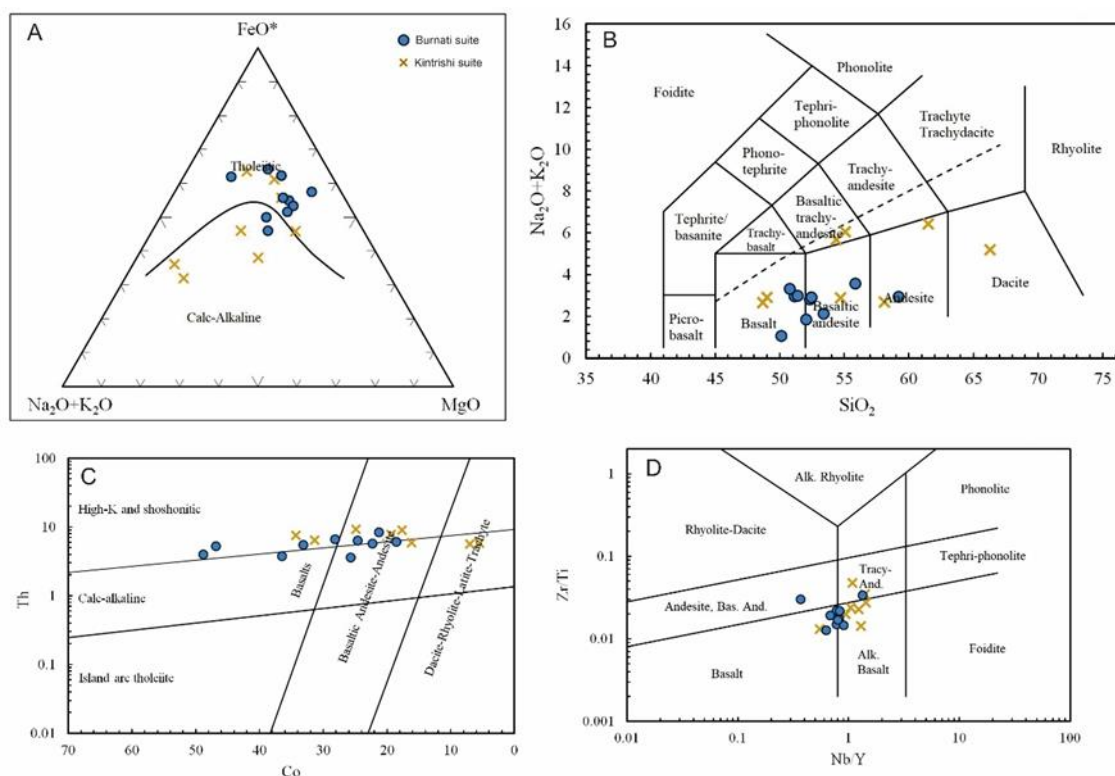 A
FeO*
Burnati suite
Kintrishi suite
Tholeiitic
Calc-Alkaline
Na₂O+K₂O
MgO
B
Na₂O+K₂O
16
14
12
10
8
6
4
2
0
Foidite
Phonolite
Tephri-
phonolite
Trachyte
Trachydacite
Rhyolite
Phono-
tephrite
Trachy-
andesite
Tephrite/
basanite
Basaltic
trachy-
andesite
Trachy-
basalt
Dacite
Picro-
basalt
Basalt
Basaltic
andesite
Andesite
35
40
45
50
55
60
65
70
75
SiO₂
C
Th
100
10
1
0.1
0.01
High-K and shoshonitic
Calc-alkaline
Island arc tholeiite
Basalts
Basaltic Andesite-Andesite
Dacite-Rhyolite-Latite-Trachyte
70
60
50
40
30
20
10
0
Co
D
Zr/Ti
1
0.1
0.01
0.001
Alk. Rhyolite
Phonolite
Rhyolite-Dacite
Tephri-phonolite
Tracy-
And.
Andesite, Bas. And.
Basalt
Alk.
Basalt
Foidite
0.01
0.1
1
10
100
Nb/Y